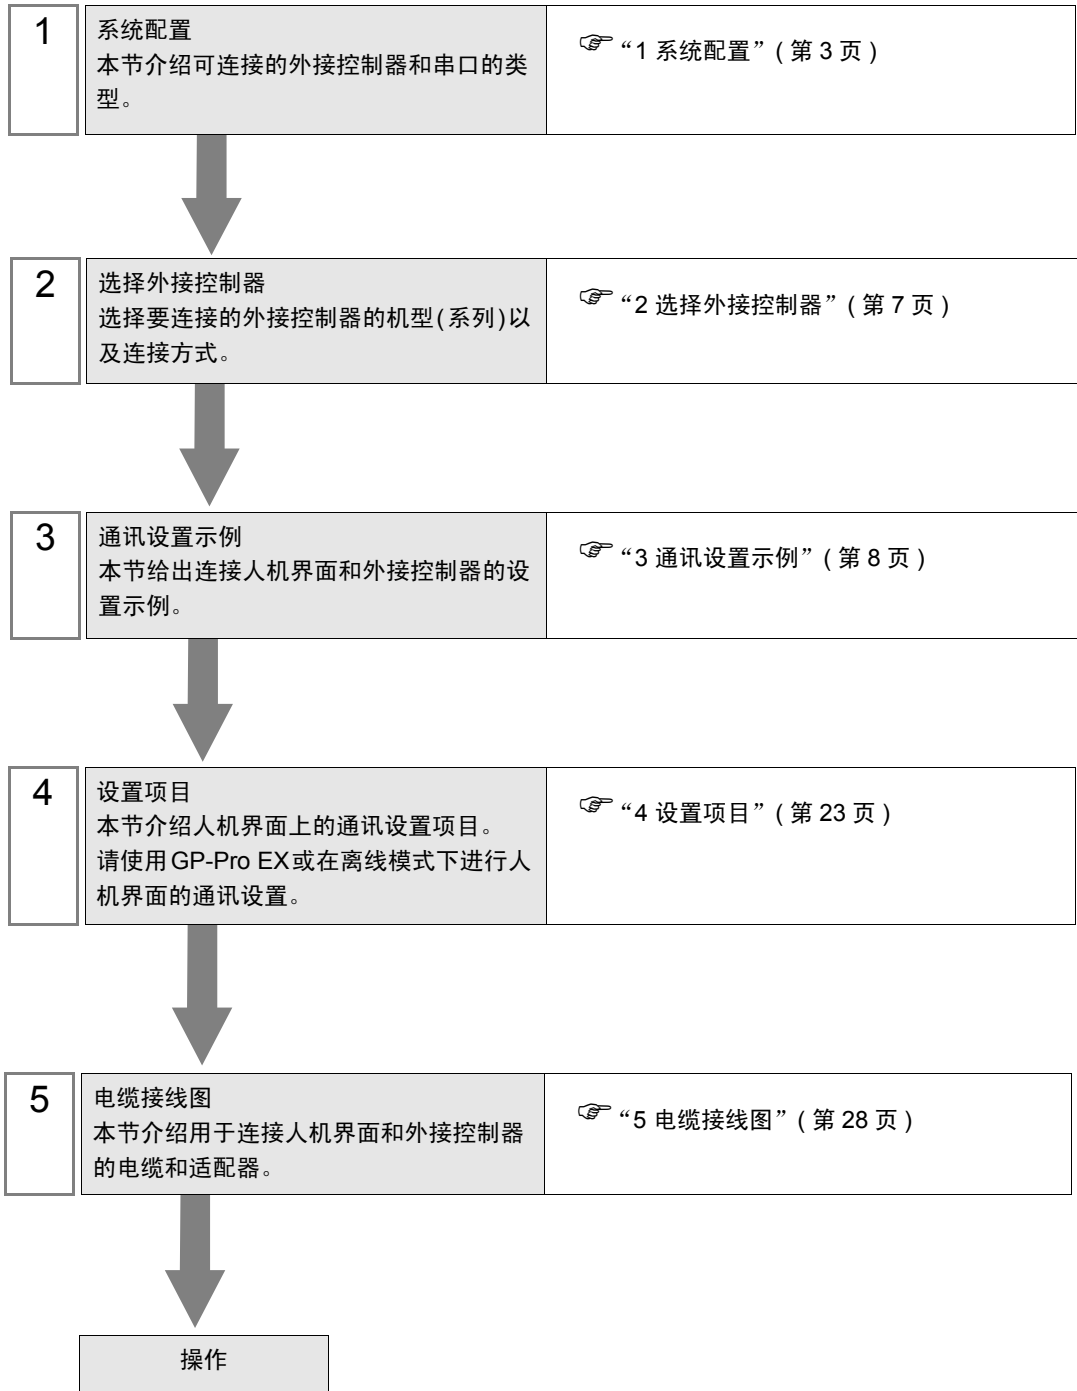 1
系统配置
本节介绍可连接的外接控制器和串口的类
型。
“1 系统配置” ( 第 3 页 )
2
选择外接控制器
选择要连接的外接控制器的机型(系列)以
及连接方式。
“2 选择外接控制器” ( 第 7 页 )
3
通讯设置示例
本节给出连接人机界面和外接控制器的设
置示例。
“3 通讯设置示例” ( 第 8 页 )
4
设置项目
本节介绍人机界面上的通讯设置项目。
请使用GP-Pro EX或在离线模式下进行人
机界面的通讯设置。
“4 设置项目” ( 第 23 页 )
5
电缆接线图
本节介绍用于连接人机界面和外接控制器
的电缆和适配器。
“5 电缆接线图” ( 第 28 页 )
操作